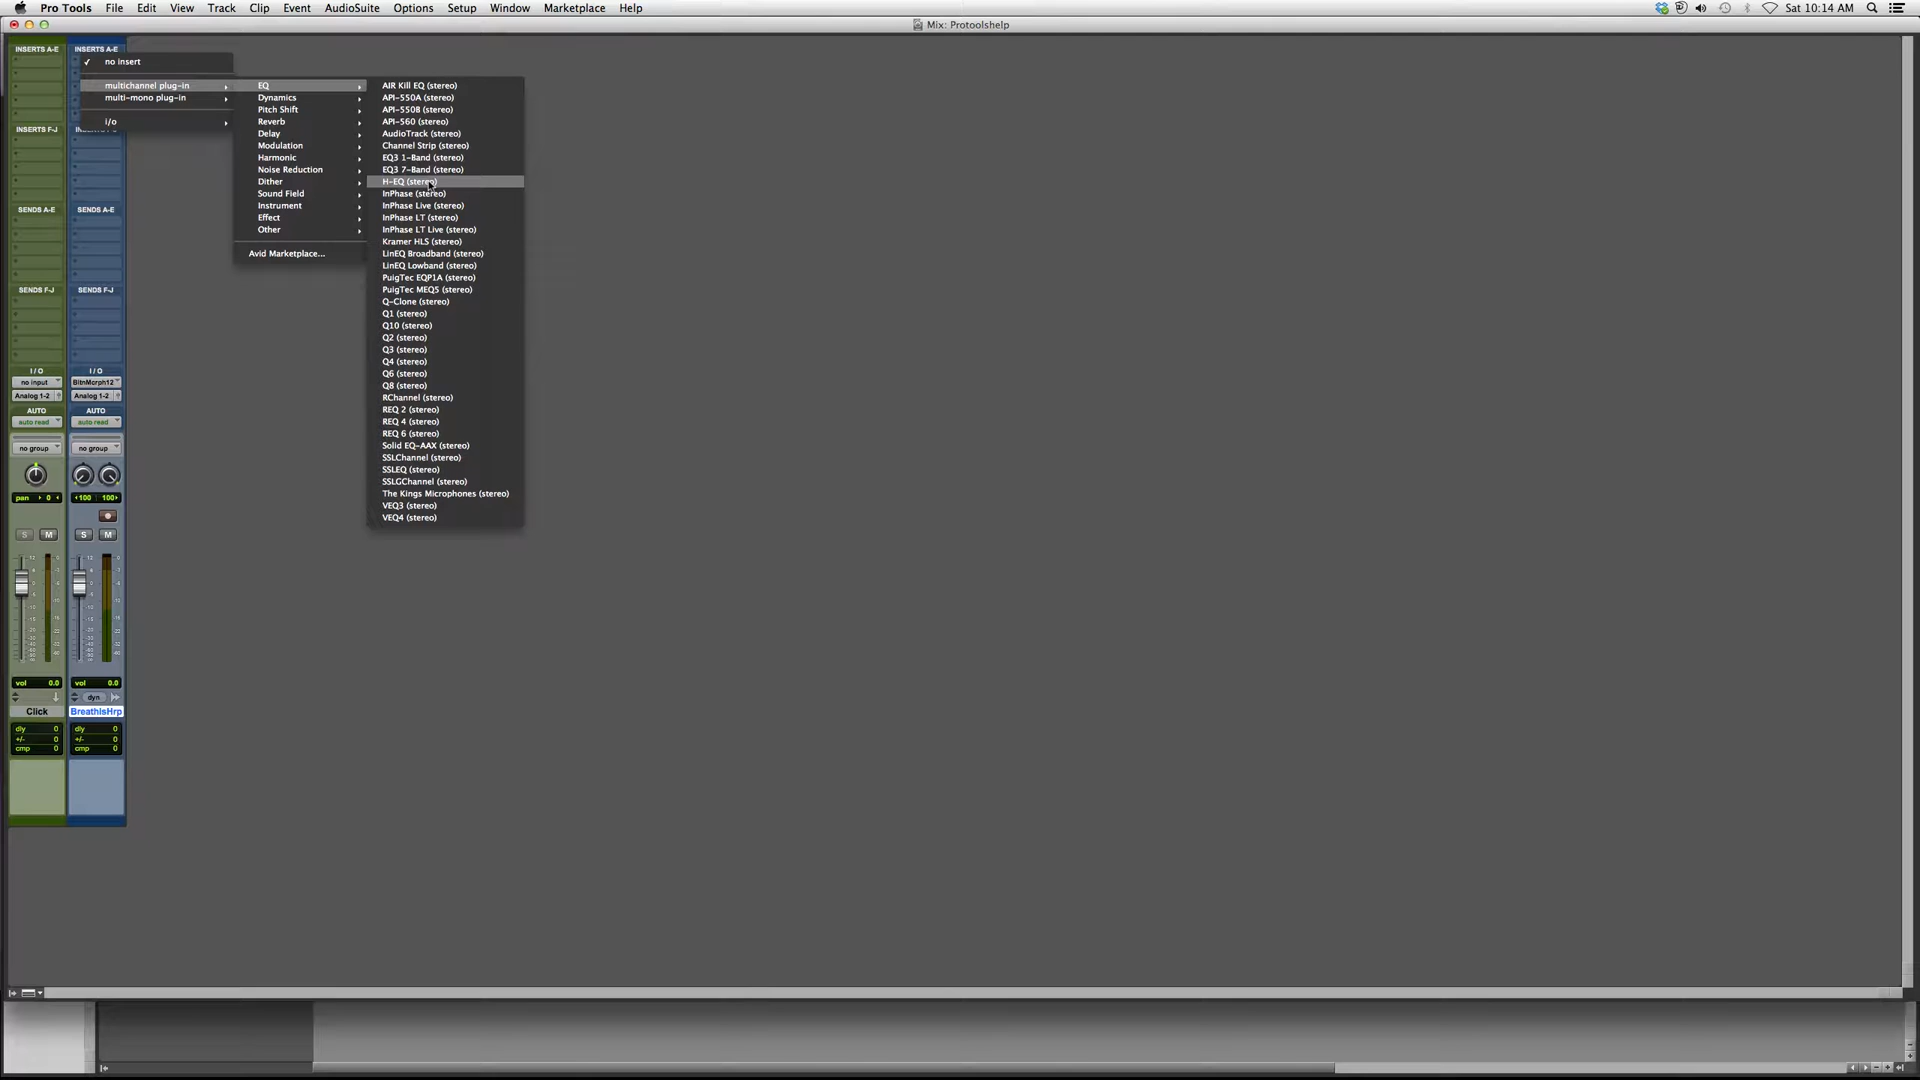 Pro Tools File Edit View Track Clip Event AudioSuite Options Setup Window Marketplace Help Sat 10:14 AM
Mix: Protoolshelp
INSERTS A-E INSERTS A-E
✓ no insert
multichannel plug-in
multi-mono plug-in
i/o
EQ
Dynamics
Pitch Shift
Reverb
Delay
Modulation
Harmonic
Noise Reduction
Dither
Sound Field
Instrument
Effect
Other
Avid Marketplace...
AIR Kill EQ (stereo)
API-550A (stereo)
API-550B (stereo)
API-560 (stereo)
AudioTrack (stereo)
Channel Strip (stereo)
EQ3 1-Band (stereo)
EQ3 7-Band (stereo)
H-EQ (stereo)
InPhase (stereo)
InPhase Live (stereo)
InPhase LT (stereo)
InPhase LT Live (stereo)
Kramer HLS (stereo)
LinEQ Broadband (stereo)
LinEQ Lowband (stereo)
PuigTec EQP1A (stereo)
PuigTec MEQ5 (stereo)
Q-Clone (stereo)
Q1 (stereo)
Q10 (stereo)
Q2 (stereo)
Q3 (stereo)
Q4 (stereo)
Q6 (stereo)
Q8 (stereo)
RChannel (stereo)
REQ 2 (stereo)
REQ 4 (stereo)
REQ 6 (stereo)
Solid EQ-AAX (stereo)
SSLChannel (stereo)
SSLEQ (stereo)
SSLGChannel (stereo)
The Kings Microphones (stereo)
VEQ3 (stereo)
VEQ4 (stereo)
INSERTS F-J
SENDS A-E SENDS A-E
SENDS F-J SENDS F-J
I/O I/O
no input BitnMcrph12
Analog 1-2 Analog 1-2
AUTO AUTO
auto read auto read
no group no group
pan 0 100 100
S M S M
vol 0.0 vol 0.0
dyn
Click BreathlsHrp
dly 0 dly 0
+/- 0 +/- 0
cmp 0 cmp 0